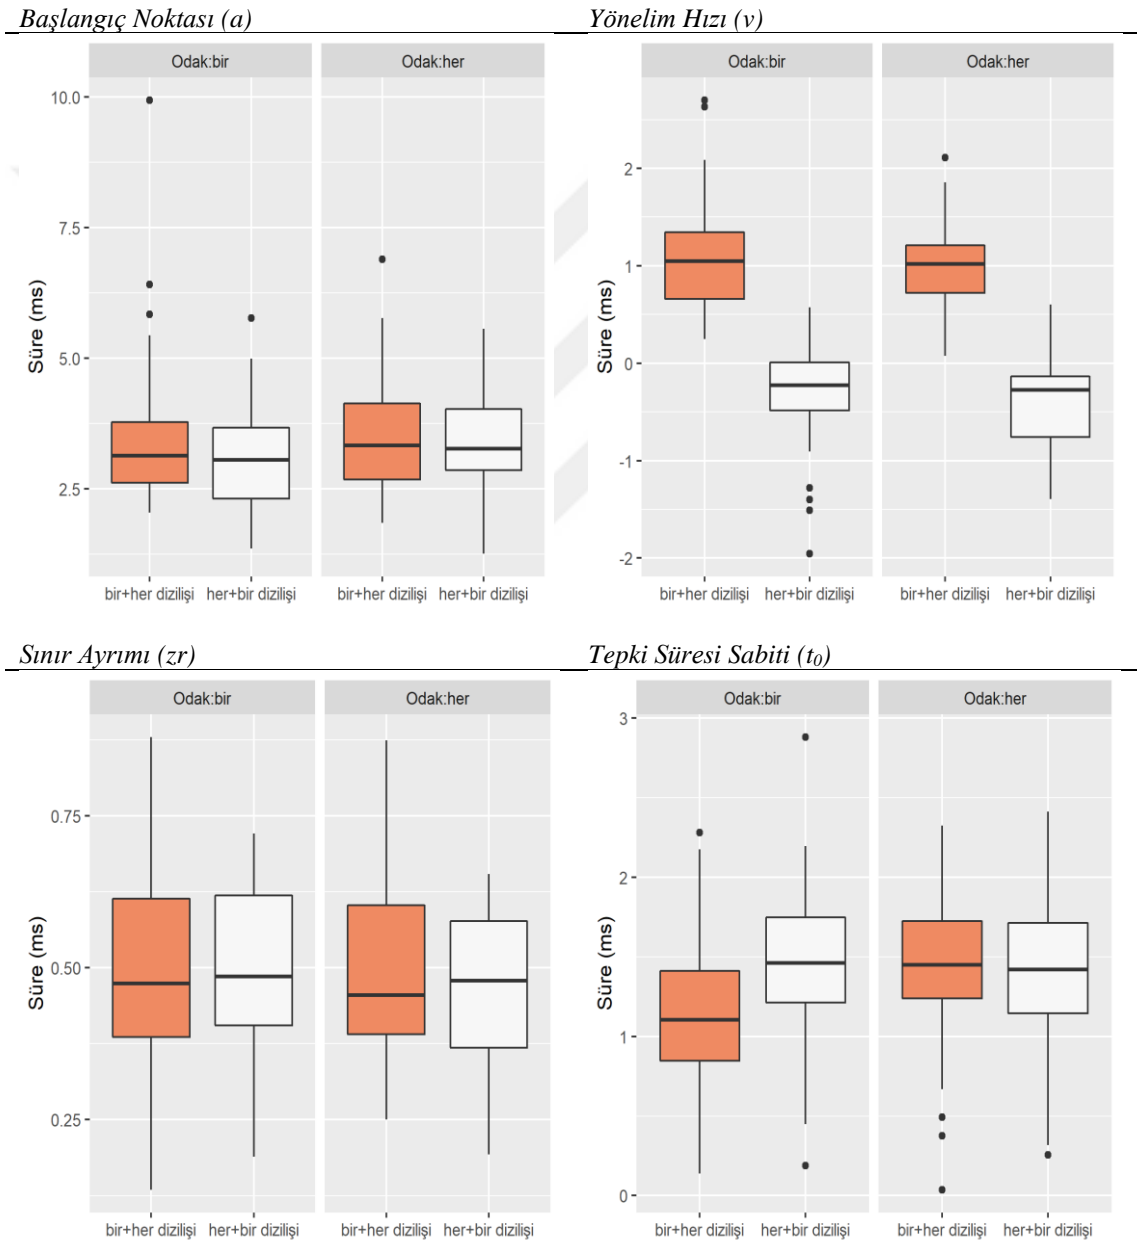 Başlangıç Noktası (a)
Odak:bir
Odak:her
10.0
7.5
5.0
2.5
Süre (ms)
bir+her dizilişi
her+bir dizilişi
bir+her dizilişi
her+bir dizilişi
Yönelim Hızı (v)
Odak:bir
Odak:her
2
1
0
-1
-2
Süre (ms)
bir+her dizilişi
her+bir dizilişi
bir+her dizilişi
her+bir dizilişi
Sınır Ayrımı (zr)
Odak:bir
Odak:her
0.75
0.50
0.25
Süre (ms)
bir+her dizilişi
her+bir dizilişi
bir+her dizilişi
her+bir dizilişi
Tepki Süresi Sabiti (t0)
Odak:bir
Odak:her
3
2
1
0
Süre (ms)
bir+her dizilişi
her+bir dizilişi
bir+her dizilişi
her+bir dizilişi